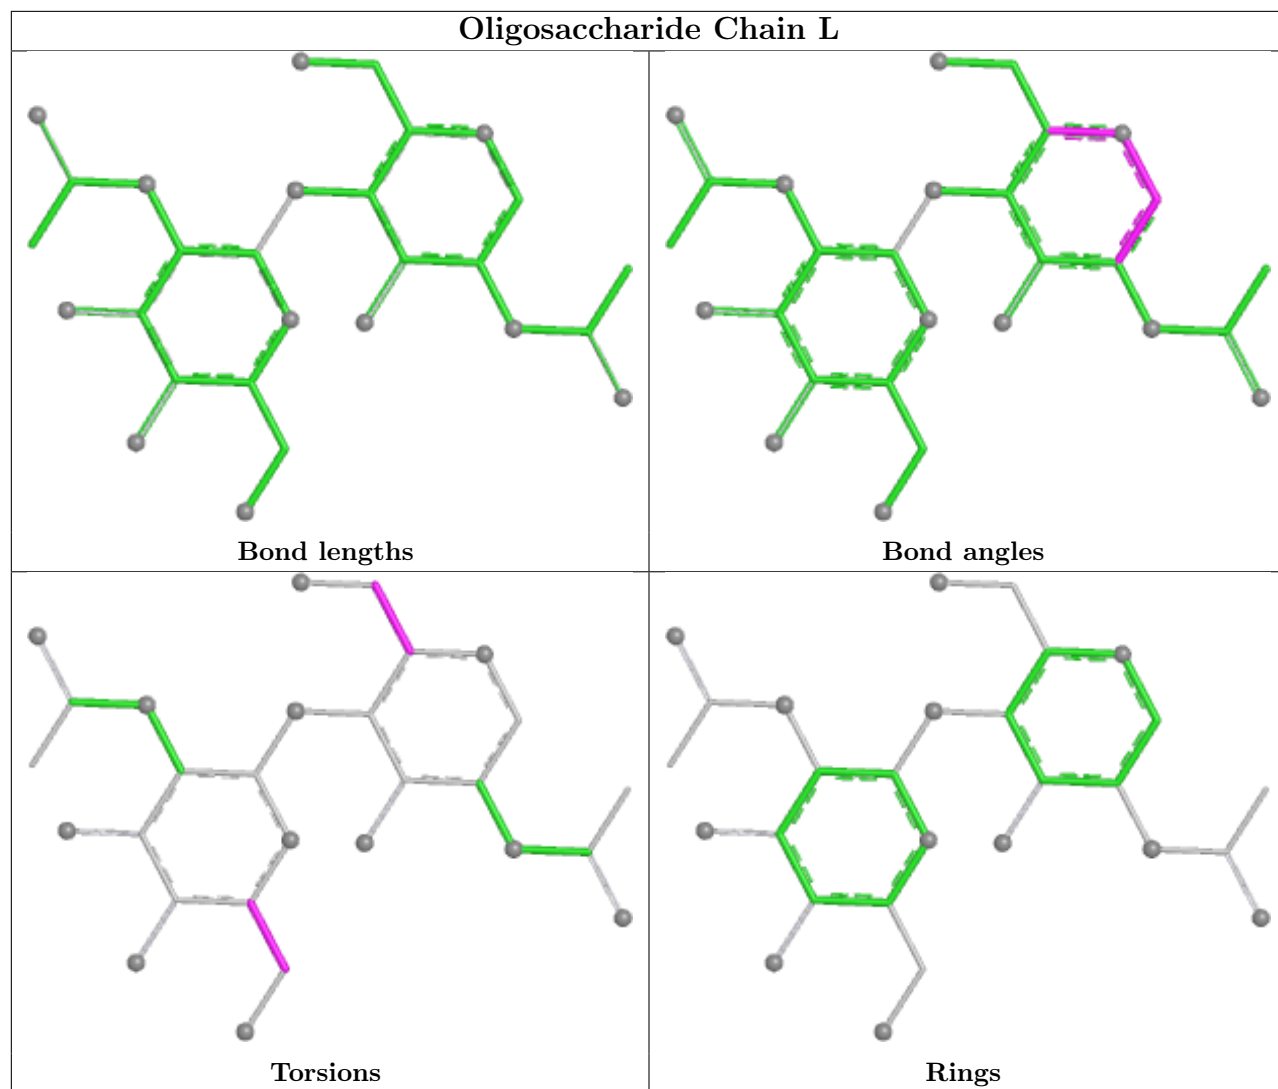 Oligosaccharide Chain L
Bond lengths
Bond angles
Torsions
Rings